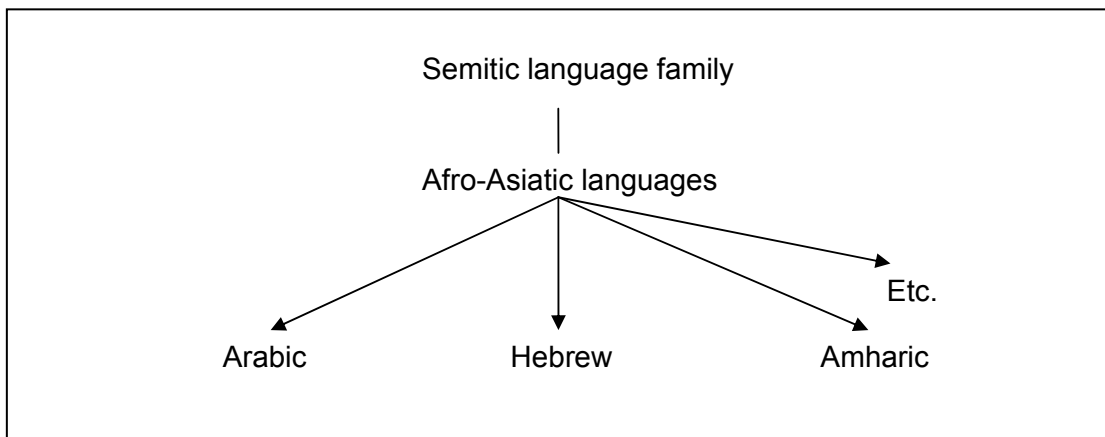 Semitic language family
Afro-Asiatic languages
Etc.
Arabic Hebrew Amharic